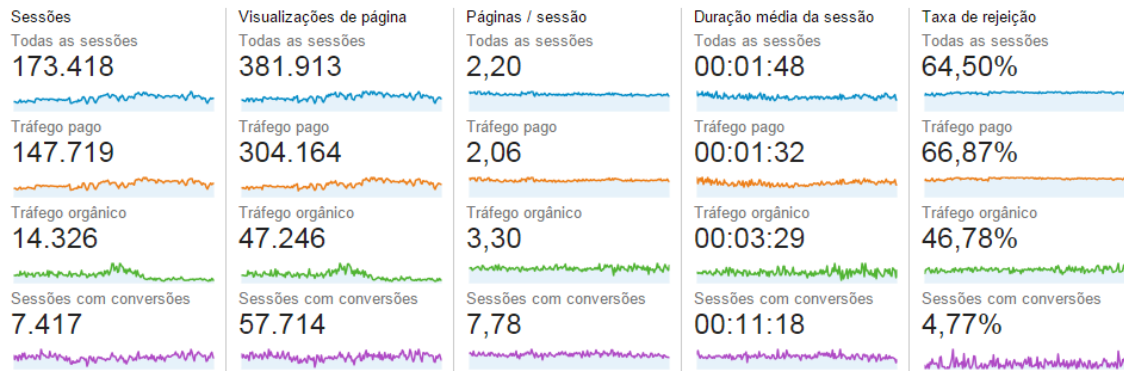 Sessões
Todas as sessões
173.418
Tráfego pago
147.719
Tráfego orgânico
14.326
Sessões com conversões
7.417
Visualizações de página
Todas as sessões
381.913
Tráfego pago
304.164
Tráfego orgânico
47.246
Sessões com conversões
57.714
Páginas / sessão
Todas as sessões
2,20
Tráfego pago
2,06
Tráfego orgânico
3,30
Sessões com conversões
7,78
Duração média da sessão
Todas as sessões
00:01:48
Tráfego pago
00:01:32
Tráfego orgânico
00:03:29
Sessões com conversões
00:11:18
Taxa de rejeição
Todas as sessões
64,50%
Tráfego pago
66,87%
Tráfego orgânico
46,78%
Sessões com conversões
4,77%